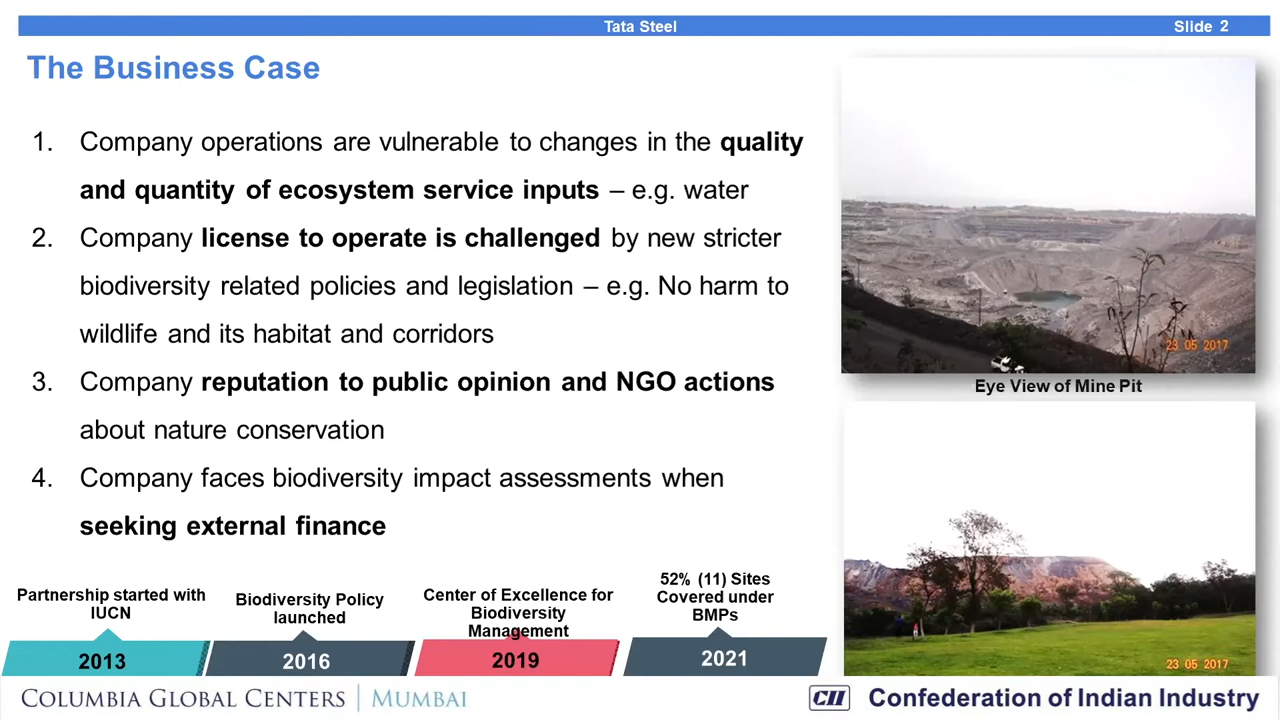 Tata Steel
Slide 2
The Business Case
1. Company operations are vulnerable to changes in the quality
and quantity of ecosystem service inputs – e.g. water
2. Company license to operate is challenged by new stricter
biodiversity related policies and legislation – e.g. No harm to
wildlife and its habitat and corridors
3. Company reputation to public opinion and NGO actions
about nature conservation
4. Company faces biodiversity impact assessments when
seeking external finance
23 05 2017
Eye View of Mine Pit
23 05 2017
Partnership started with
IUCN
2013
Biodiversity Policy
launched
2016
Center of Excellence for
Biodiversity
Management
2019
52% (11) Sites
Covered under
BMPs
2021
COLUMBIA GLOBAL CENTERS | MUMBAI
CII Confederation of Indian Industry